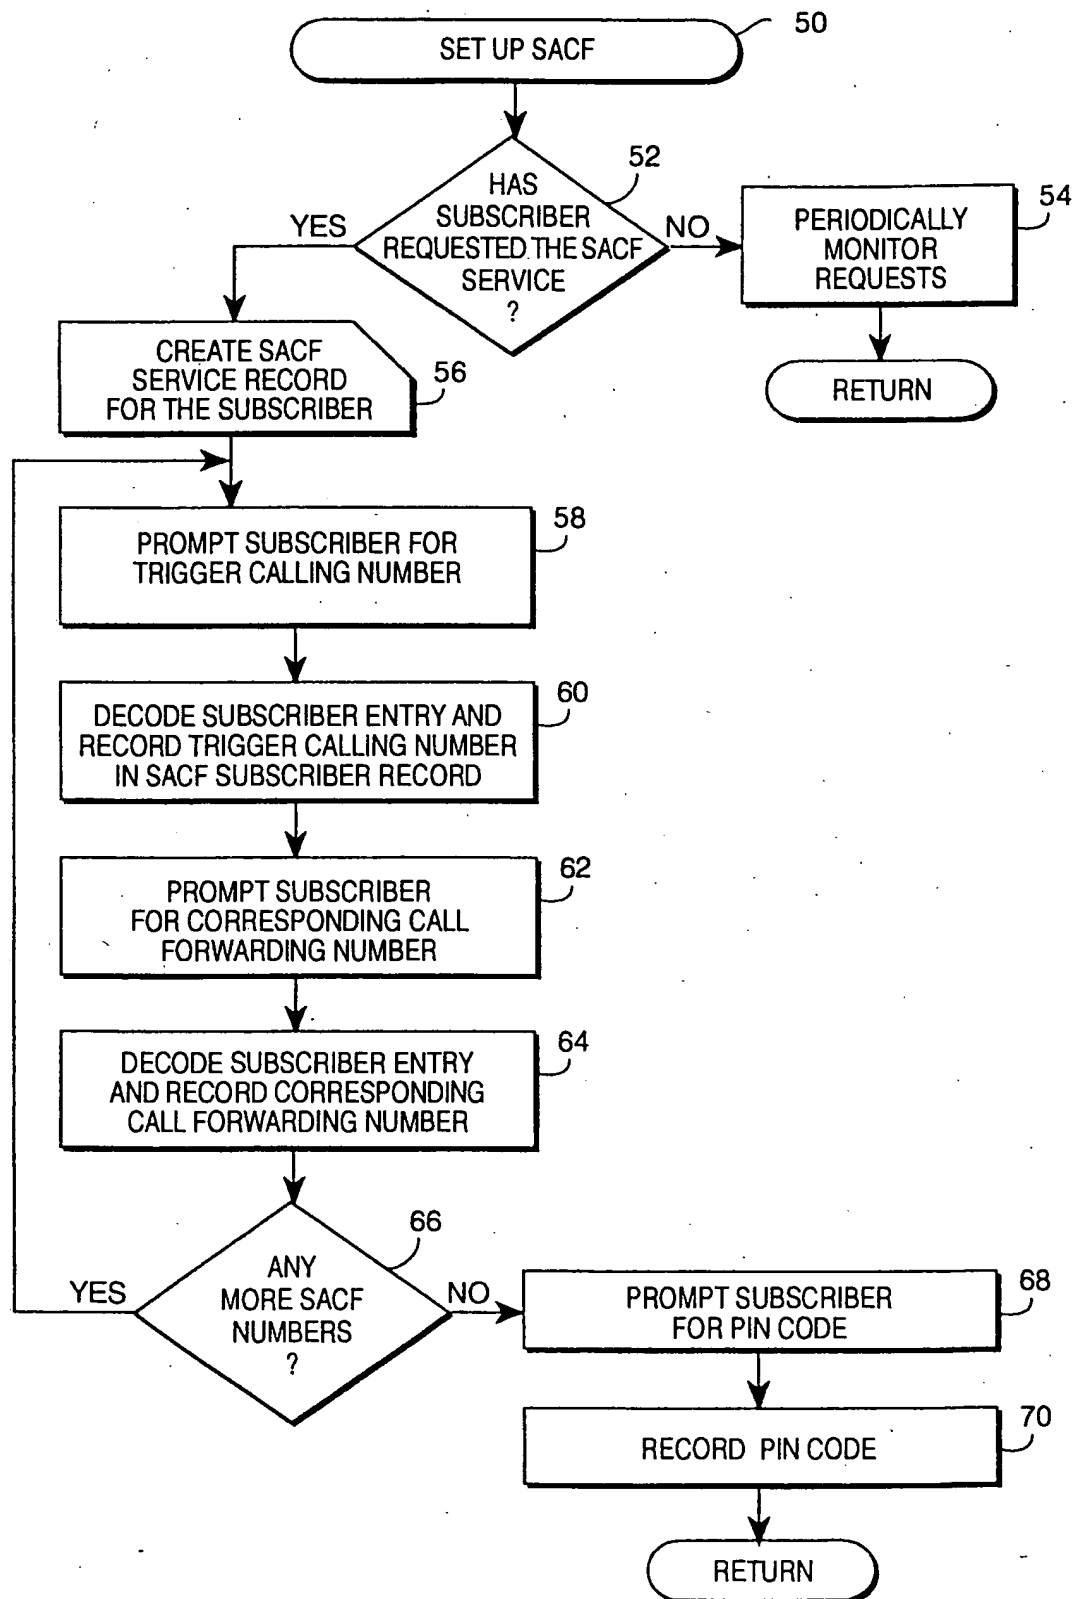 SET UP SACF
50
HAS
SUBSCRIBER
REQUESTED THE SACF
SERVICE
?
52
YES
NO
PERIODICALLY
MONITOR
REQUESTS
54
RETURN
CREATE SACF
SERVICE RECORD
FOR THE SUBSCRIBER
56
PROMPT SUBSCRIBER FOR
TRIGGER CALLING NUMBER
58
DECODE SUBSCRIBER ENTRY AND
RECORD TRIGGER CALLING NUMBER
IN SACF SUBSCRIBER RECORD
60
PROMPT SUBSCRIBER
FOR CORRESPONDING CALL
FORWARDING NUMBER
62
DECODE SUBSCRIBER ENTRY
AND RECORD CORRESPONDING
CALL FORWARDING NUMBER
64
ANY
MORE SACF
NUMBERS
?
66
YES
NO
PROMPT SUBSCRIBER
FOR PIN CODE
68
RECORD PIN CODE
70
RETURN